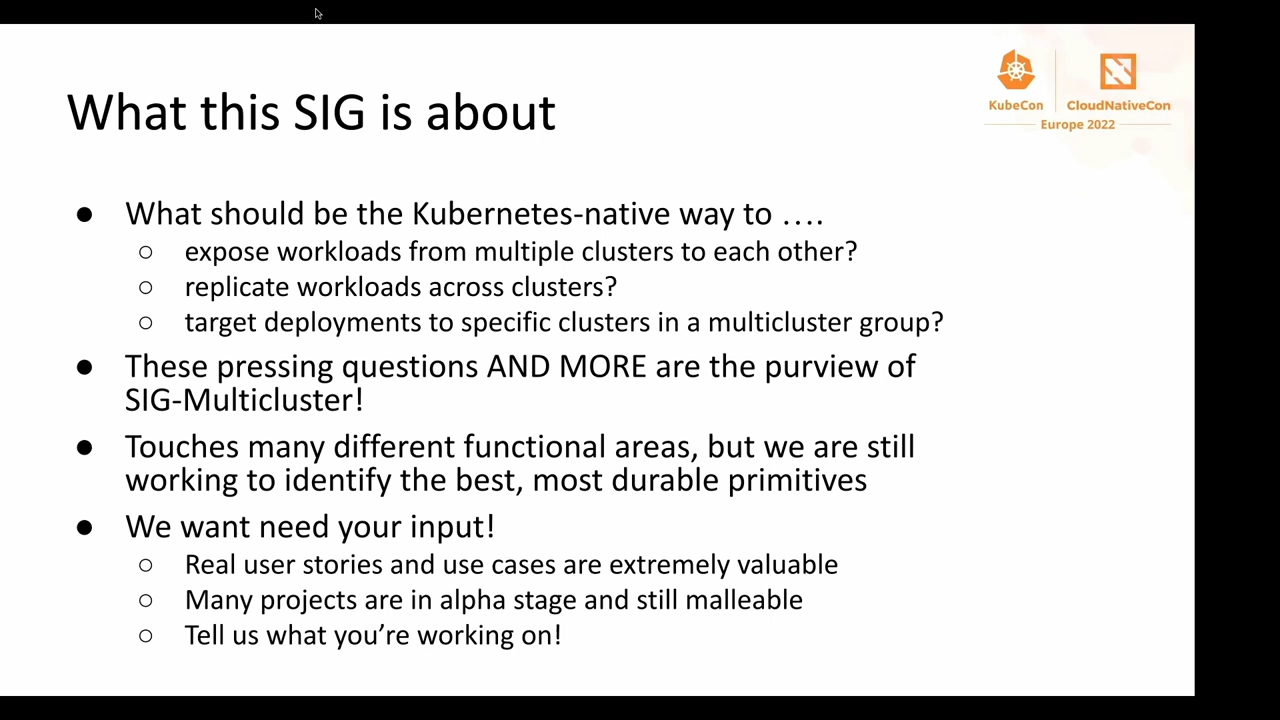 KubeCon
CloudNativeCon
Europe 2022
What this SIG is about
● What should be the Kubernetes-native way to ….
○ expose workloads from multiple clusters to each other?
○ replicate workloads across clusters?
○ target deployments to specific clusters in a multicluster group?
● These pressing questions AND MORE are the purview of
SIG-Multicluster!
● Touches many different functional areas, but we are still
working to identify the best, most durable primitives
● We want need your input!
○ Real user stories and use cases are extremely valuable
○ Many projects are in alpha stage and still malleable
○ Tell us what you’re working on!